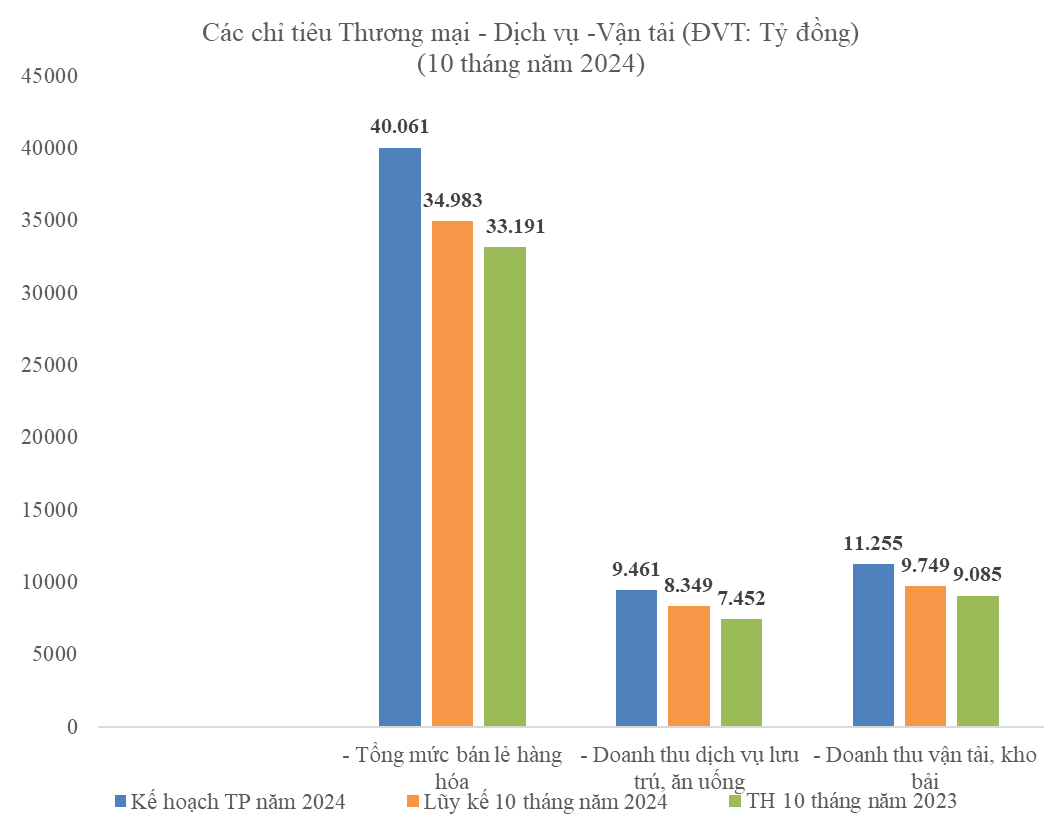 Các chỉ tiêu Thương mại - Dịch vụ -Vận tải (ĐVT: Tỷ đồng)
(10 tháng năm 2024)
45000
40000
35000
30000
25000
20000
15000
10000
5000
0
40.061
34.983
33.191
9.461
8.349
7.452
11.255
9.749
9.085
- Tổng mức bán lẻ hàng
hóa
- Doanh thu dịch vụ lưu
trú, ăn uống
- Doanh thu vận tải, kho
bãi
Kế hoạch TP năm 2024
Lũy kế 10 tháng năm 2024
TH 10 tháng năm 2023